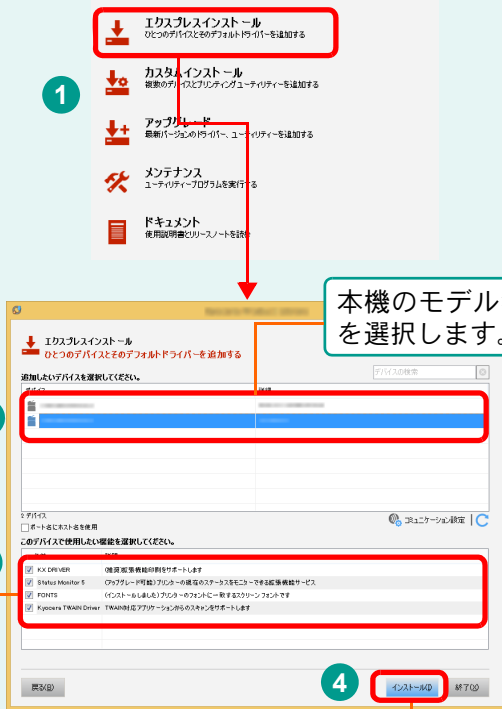 エクスプレスインストール
ひとつのデバイスとそのデフォルトドライバーを追加する
1
カスタムインストール
複数のデバイスとプリンティングユーティリティーを追加する
アップグレード
最新バージョンのドライバー、ユーティリティーを追加する
メンテナンス
ユーティリティープログラムを実行する
ドキュメント
使用説明書とリリースノートを読む
本機のモデル
を選択します。
エクスプレスインストール
ひとつのデバイスとそのデフォルトドライバーを追加する
追加したいデバイスを選択してください。
デバイスの検索
デバイス 詳細
2 デバイス
コミュニケーション設定
ポート名にホスト名を使用
このデバイスで使用したい機能を選択してください。
KX DRIVER (推奨)拡張機能印刷をサポートします
Status Monitor 5 (アップグレード可能)プリンターの現在のステータスをモニターできる拡張機能サービス
FONTS (インストールしました)プリンターのフォントに一致するスクリーンフォントです
Kyocera TWAIN Driver TWAIN対応アプリケーションからのスキャンをサポートします
戻る(B)
4
インストール(I)
終了(X)